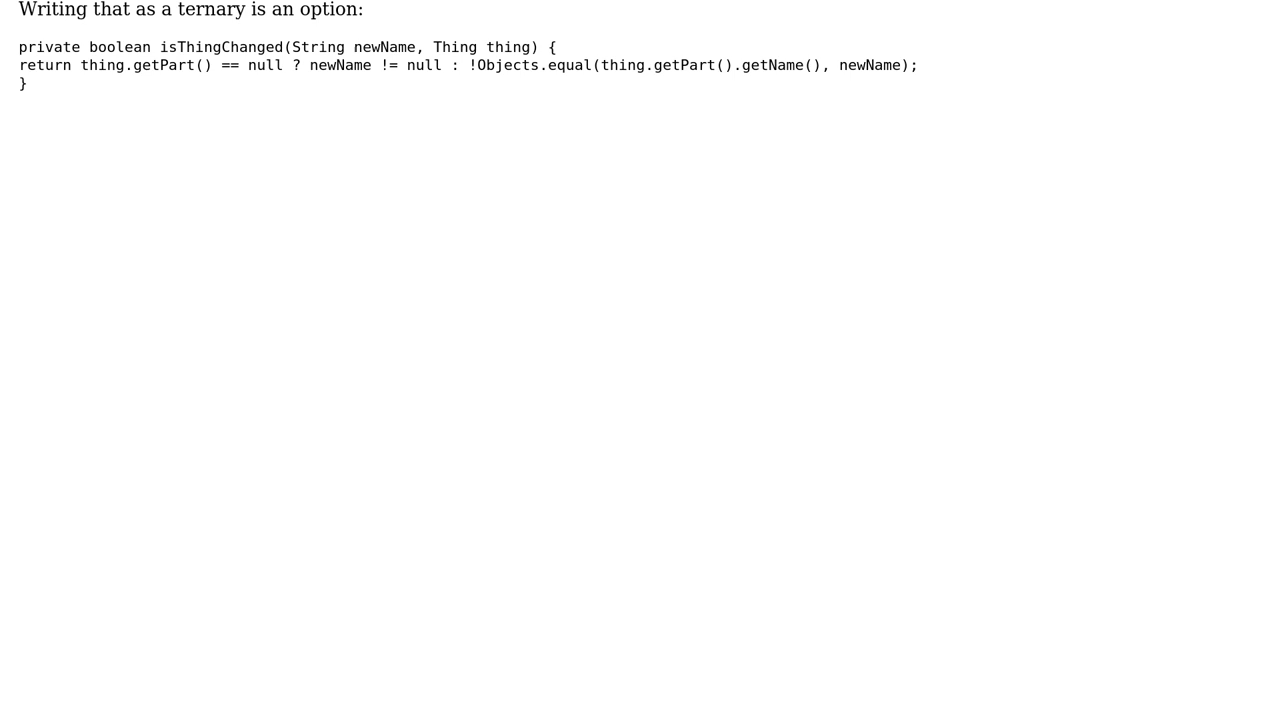 Writing that as a ternary is an option:
private boolean isThingChanged(String newName, Thing thing) {
return thing.getPart() == null ? newName != null : !Objects.equal(thing.getPart().getName(), newName);
}